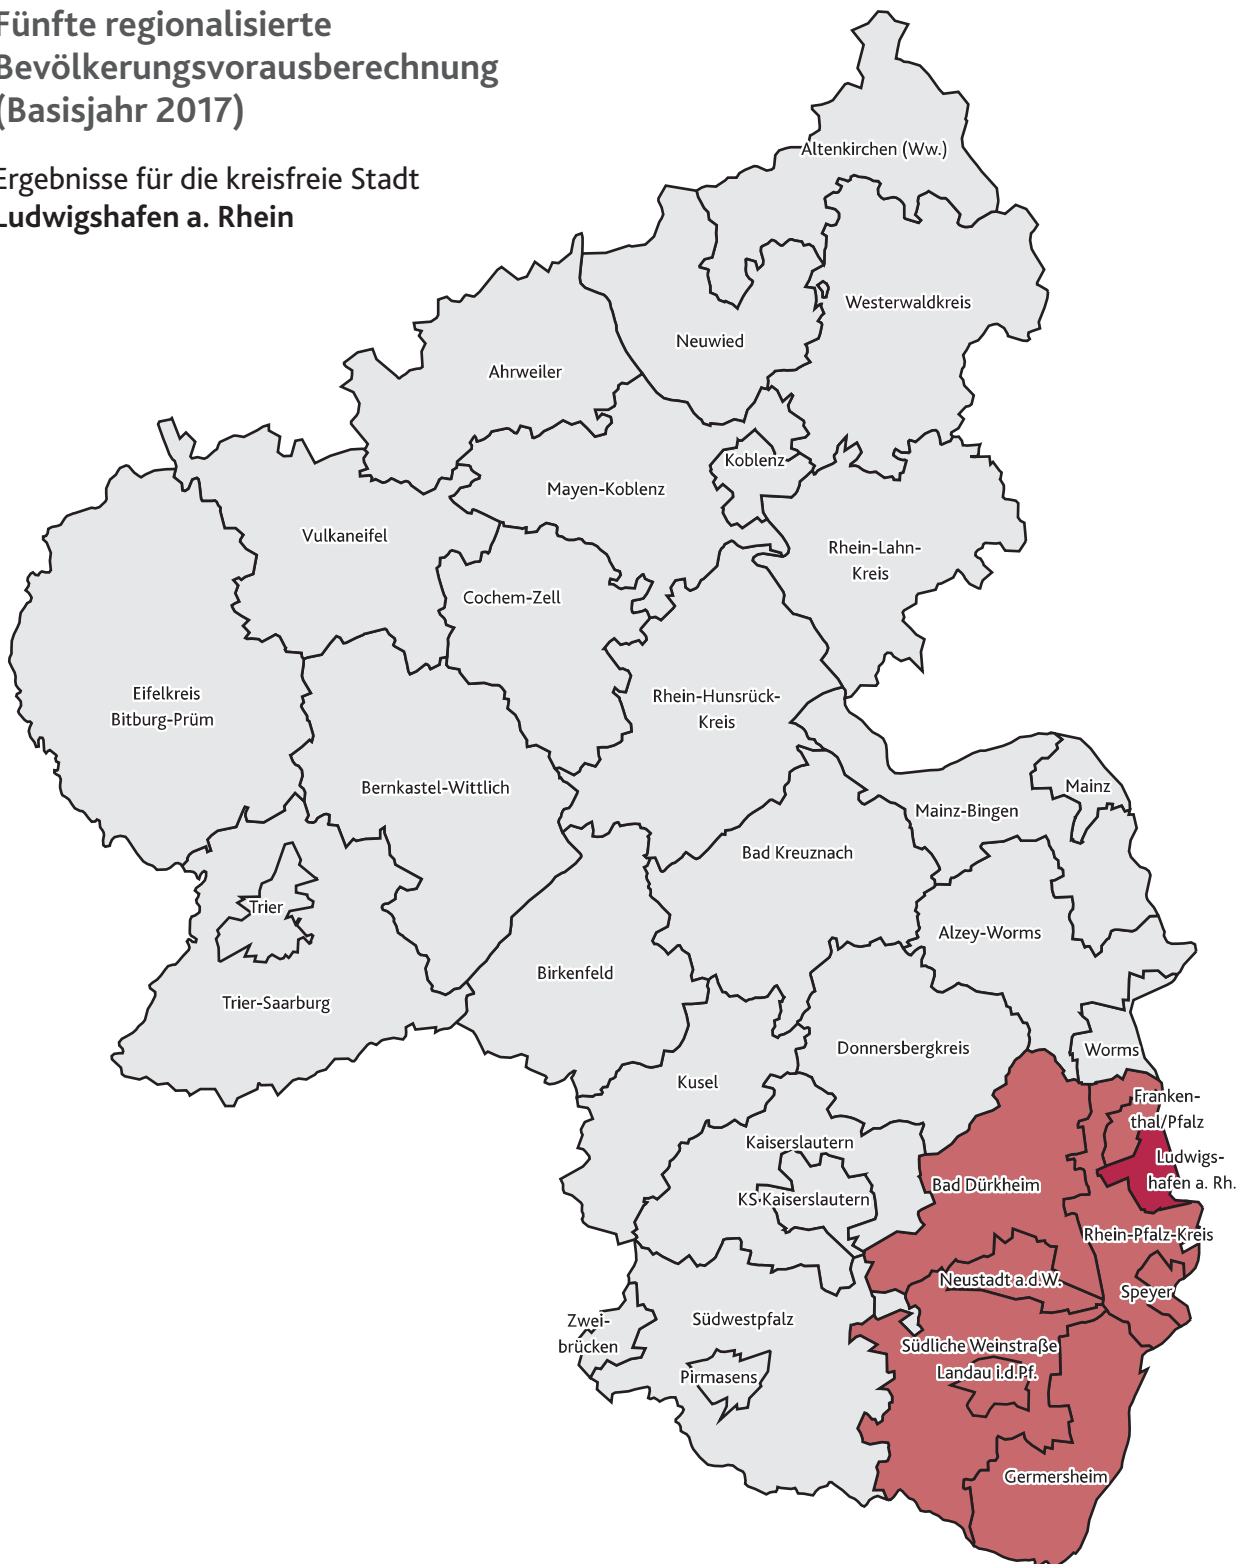 Fünfte regionalisierte
Bevölkerungsvorausberechnung
(Basisjahr 2017)
Ergebnisse für die kreisfreie Stadt
Ludwigshafen a. Rhein
Altenkirchen (Ww.)
Westerwaldkreis
Neuwied
Ahrweiler
Koblenz
Mayen-Koblenz
Vulkaneifel
Rhein-Lahn-
Kreis
Cochem-Zell
Eifelkreis
Bitburg-Prüm
Rhein-Hunsrück-
Kreis
Bernkastel-Wittlich
Mainz
Mainz-Bingen
Bad Kreuznach
Trier
Alzey-Worms
Birkenfeld
Trier-Saarburg
Donnersbergkreis
Worms
Kusel
Franken-
thal/Pfalz
Kaiserslautern
Ludwigs-
hafen a. Rh.
Bad Dürkheim
KS-Kaiserslautern
Rhein-Pfalz-Kreis
Neustadt a.d.W.
Speyer
Zwei-
brücken
Südwestpfalz
Südliche Weinstraße
Landau i.d.Pf.
Pirmasens
Germersheim